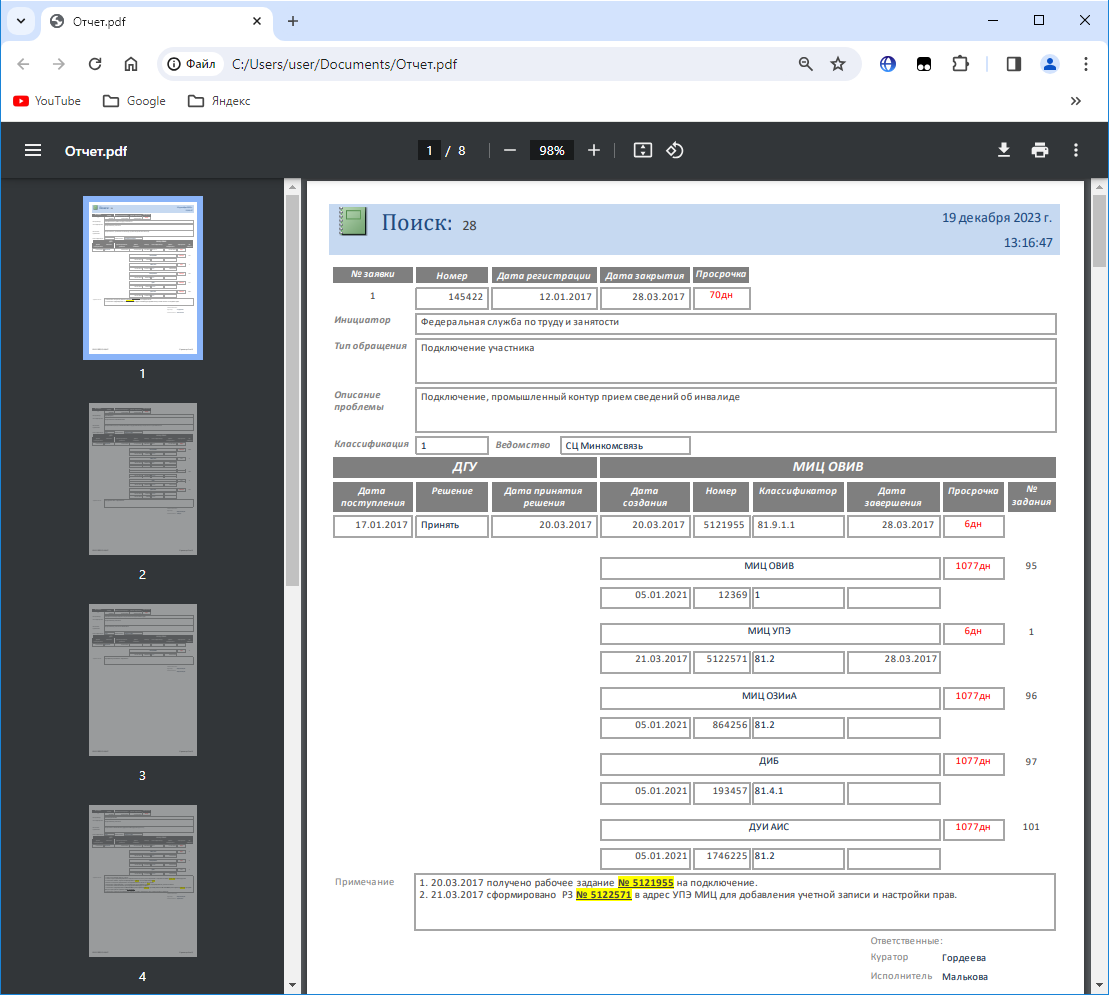 Отчет.pdf
Файл C:/Users/user/Documents/Отчет.pdf
YouTube Google Яндекс
Отчет.pdf 1 / 8 98%
1
2
3
4
Поиск: 28
19 декабря 2023 г.
13:16:47
№ заявки Номер Дата регистрации Дата закрытия Просрочка
1 145422 12.01.2017 28.03.2017 70дн
Инициатор Федеральная служба по труду и занятости
Тип обращения Подключение участника
Описание проблемы Подключение, промышленный контур прием сведений об инвалиде
Классификация 1 Ведомство СЦ Минкомсвязь
ДГУ МИЦ ОВИВ
Дата поступления Решение Дата принятия решения Дата создания Номер Классификатор Дата завершения Просрочка № задания
17.01.2017 Принять 20.03.2017 20.03.2017 5121955 81.9.1.1 28.03.2017 6дн
МИЦ ОВИВ 1077дн 95
05.01.2021 12369 1
МИЦ УПЭ 6дн 1
21.03.2017 5122571 81.2 28.03.2017
МИЦ ОЗИиА 1077дн 96
05.01.2021 864256 81.2
ДИБ 1077дн 97
05.01.2021 193457 81.4.1
ДУИ АИС 1077дн 101
05.01.2021 1746225 81.2
Примечание 1. 20.03.2017 получено рабочее задание № 5121955 на подключение.
2. 21.03.2017 сформировано РЗ № 5122571 в адрес УПЭ МИЦ для добавления учетной записи и настройки прав.
Ответственные:
Куратор Гордеева
Исполнитель Малькова